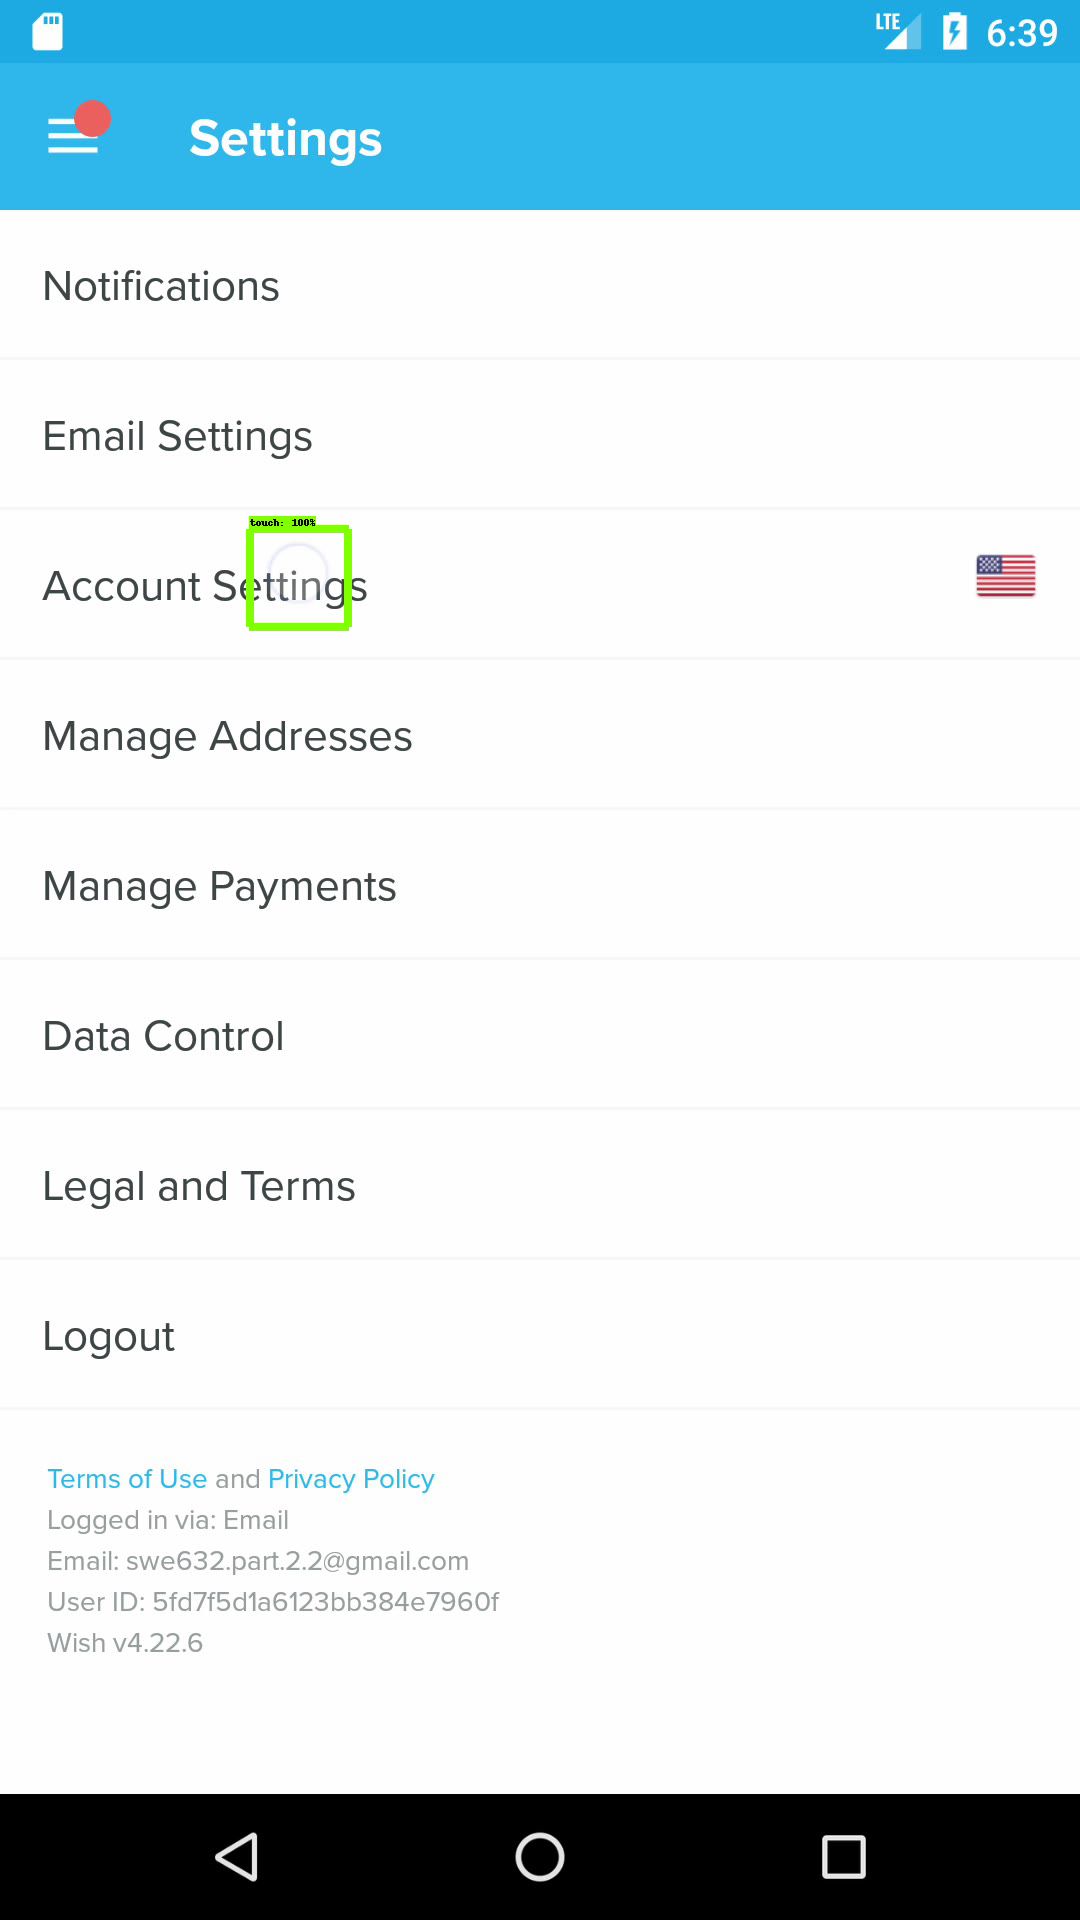 LTE 6:39
Settings
Notifications
Email Settings
touch: 100%
Account Settings
Manage Addresses
Manage Payments
Data Control
Legal and Terms
Logout
Terms of Use and Privacy Policy
Logged in via: Email
Email: swe632.part.2.2@gmail.com
User ID: 5fd7f5d1a6123bb384e7960f
Wish v4.22.6